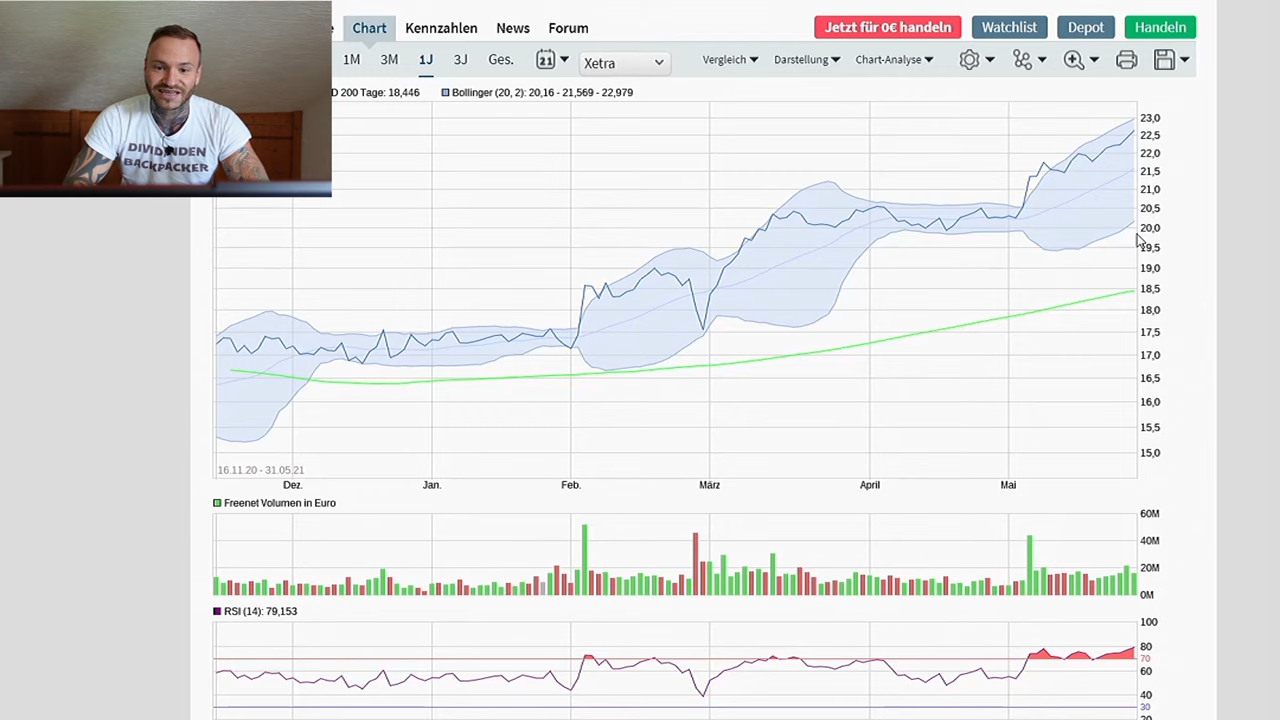 Chart Kennzahlen News Forum Jetzt für 0€ handeln Watchlist Depot Handeln
1M 3M 1J 3J Ges. 21 Xetra Vergleich Darstellung Chart-Analyse
D 200 Tage: 18,446 Bollinger (20, 2): 20,16 - 21,569 - 22,979
DIVIDENDEN
BACKPACKER
23,0
22,5
22,0
21,5
21,0
20,5
20,0
19,5
19,0
18,5
18,0
17,5
17,0
16,5
16,0
15,5
15,0
16.11.20 - 31.05.21
Dez. Jan. Feb. März April Mai
Freenet Volumen in Euro
60M
40M
20M
0M
RSI (14): 79,153
100
80
70
60
40
30
20